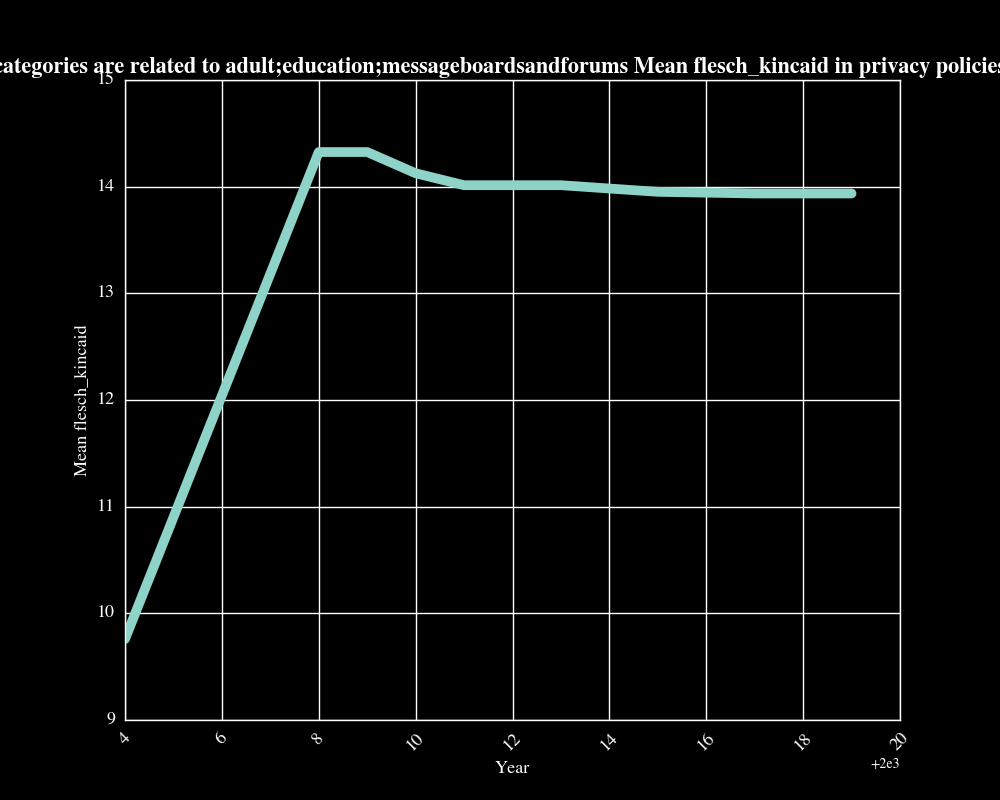 categories are related to adult;education;messageboardsandforums Mean flesch_kincaid in privacy policies
15
14
13
12
11
10
9
Mean flesch_kincaid
4 6 8 10 12 14 16 18 20
+2e3
Year